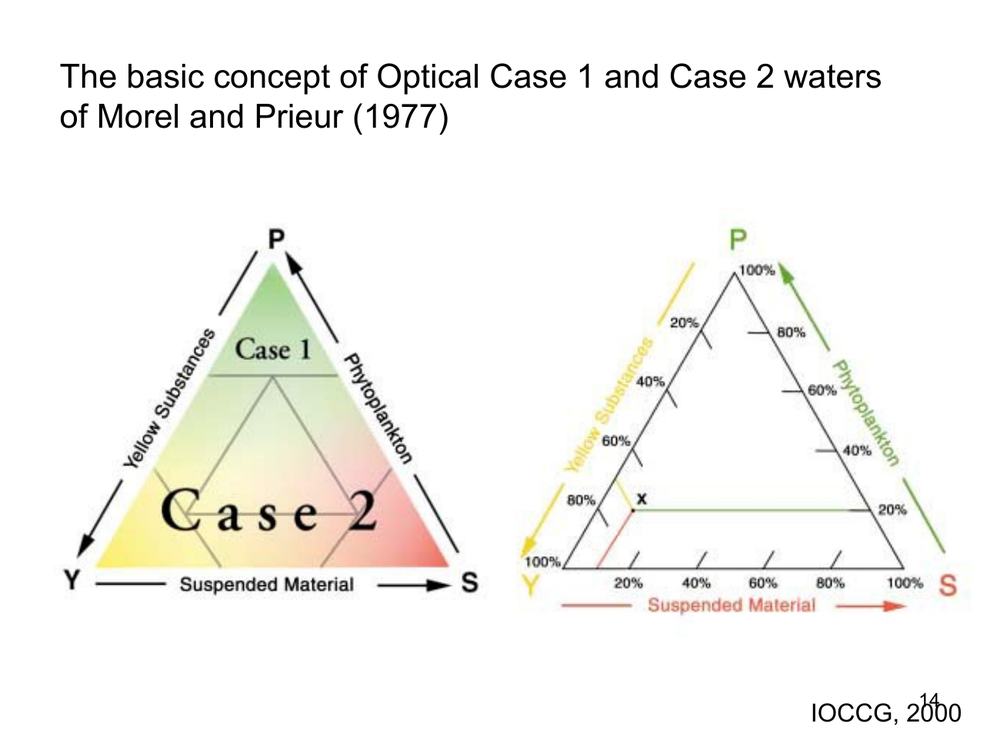 The basic concept of Optical Case 1 and Case 2 waters
of Morel and Prieur (1977)
P
Case 1
Yellow Substances
Phytoplankton
Case 2
Y
Suspended Material
S
P
100%
20%
80%
40%
60%
Yellow Substances
Phytoplankton
60%
40%
80%
x
20%
100%
Y
20%
40%
60%
80%
100%
S
Suspended Material
14
IOCCG, 2000